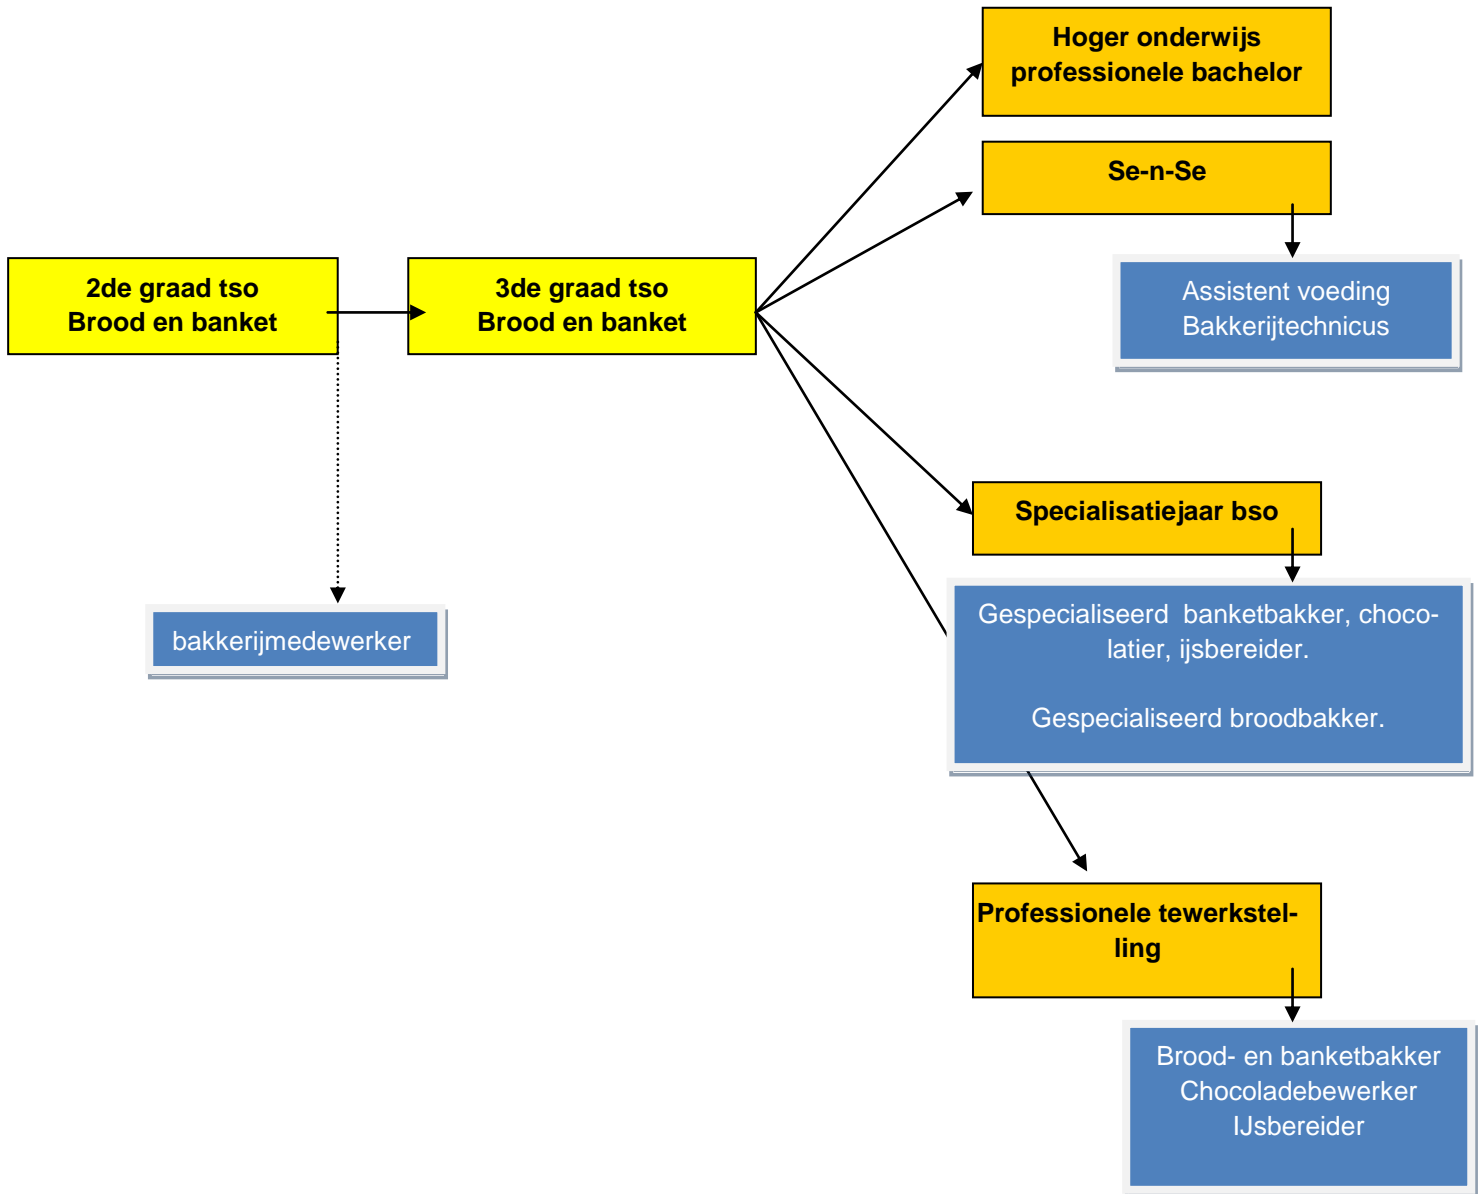 Hoger onderwijs
professionele bachelor
Se-n-Se
Assistent voeding
Bakkerijtechnicus
2de graad tso
Brood en banket
3de graad tso
Brood en banket
Specialisatiejaar bso
Gespecialiseerd banketbakker, choco-
latier, ijsbereider.
Gespecialiseerd broodbakker.
bakkerijmedewerker
Professionele tewerkstel-
ling
Brood- en banketbakker
Chocoladebewerker
IJsbereider